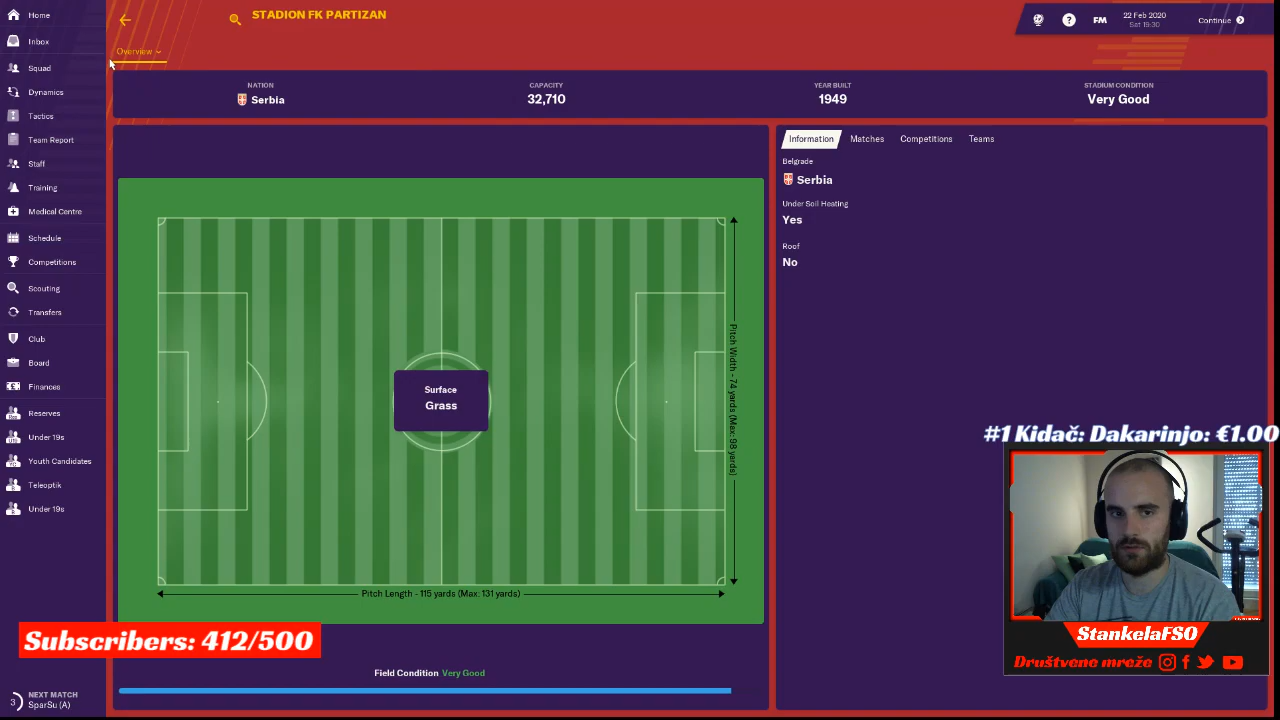 Home
Inbox
Squad
Dynamics
Tactics
Team Report
Staff
Training
Medical Centre
Schedule
Competitions
Scouting
Transfers
Club
Board
Finances
Reserves
Under 19s
Youth Candidates
Teleoptik
Under 19s
3 NEXT MATCH
SparSu (A)
STADION FK PARTIZAN
Overview
?
FM
22 Feb 2020
Sat 19:30
Continue
NATION
Serbia
CAPACITY
32,710
YEAR BUILT
1949
STADIUM CONDITION
Very Good
Surface
Grass
Pitch Width - 74 yards (Max: 98 yards)
Pitch Length - 115 yards (Max: 131 yards)
Field Condition Very Good
Information Matches Competitions Teams
Belgrade
Serbia
Under Soil Heating
Yes
Roof
No
#1 Kidač: Dakarinjo: €1.00
StankelaFSO
Društvene mreže
Subscribers: 412/500